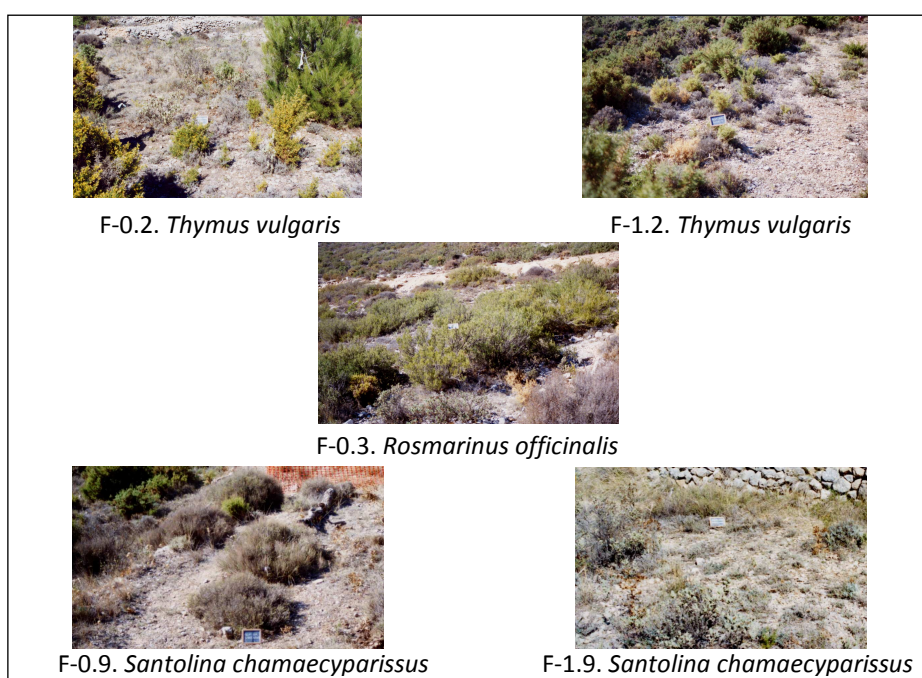 F-0.2. Thymus vulgaris
F-1.2. Thymus vulgaris
F-0.3. Rosmarinus officinalis
F-0.9. Santolina chamaecyparissus
F-1.9. Santolina chamaecyparissus